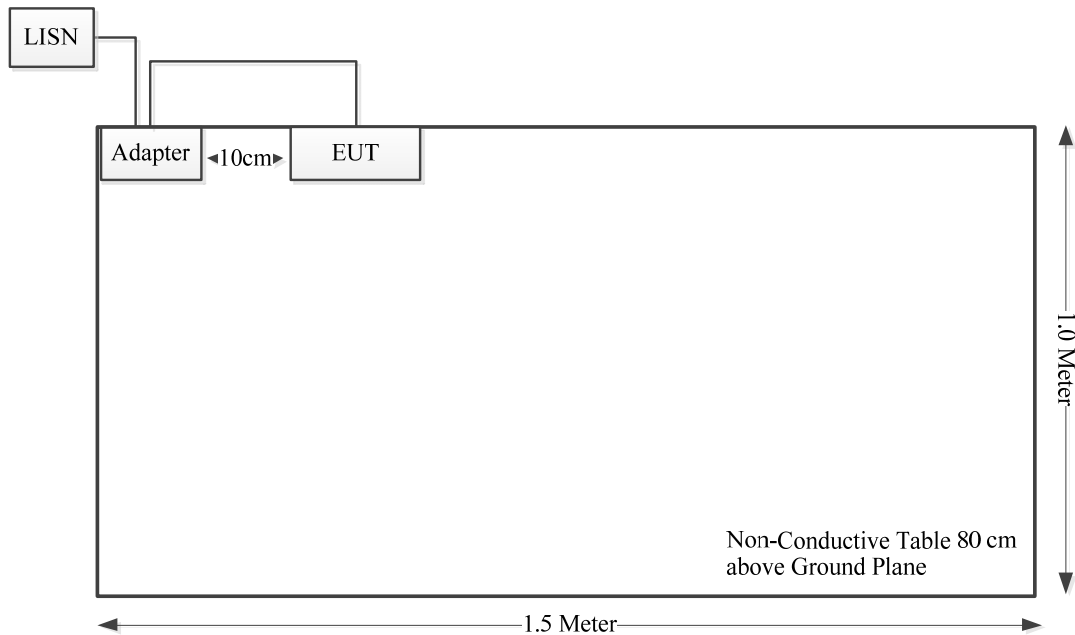 LISN
Adapter
10cm
EUT
1.0 Meter
Non-Conductive Table 80 cm
above Ground Plane
1.5 Meter